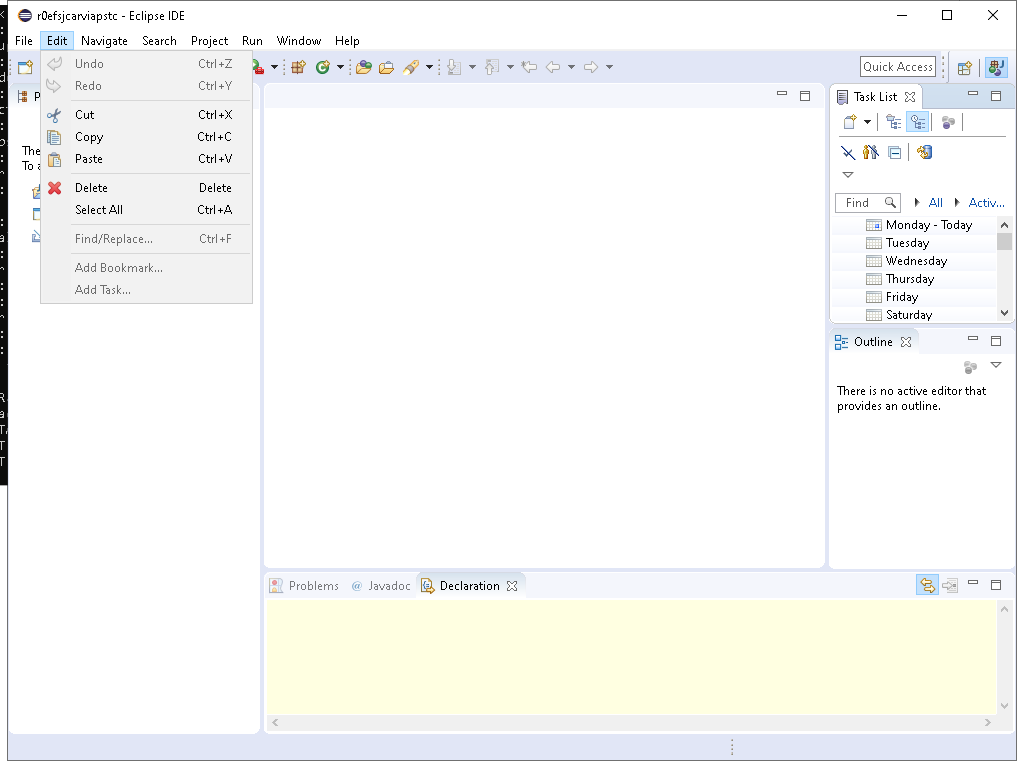 r0efsjcarviapstc - Eclipse IDE
File Edit Navigate Search Project Run Window Help
Undo Ctrl+Z
Redo Ctrl+Y
Cut Ctrl+X
Copy Ctrl+C
Paste Ctrl+V
Delete Delete
Select All Ctrl+A
Find/Replace... Ctrl+F
Add Bookmark...
Add Task...
Quick Access
Task List
Find All Activ...
Monday - Today
Tuesday
Wednesday
Thursday
Friday
Saturday
Outline
There is no active editor that
provides an outline.
Problems @ Javadoc Declaration